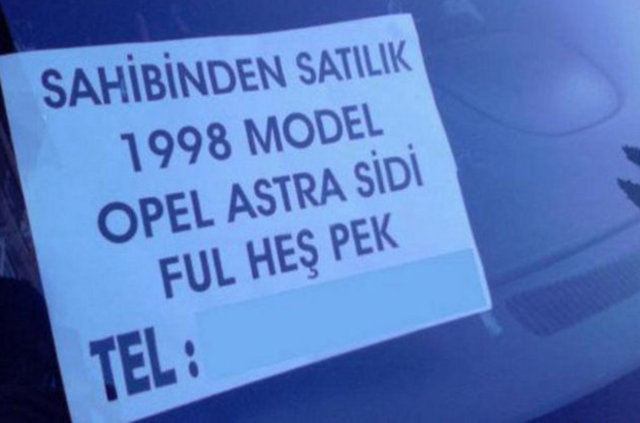 SAHİBİNDEN SATILIK
1998 MODEL
OPEL ASTRA SİDİ
FUL HEŞ PEK
TEL :